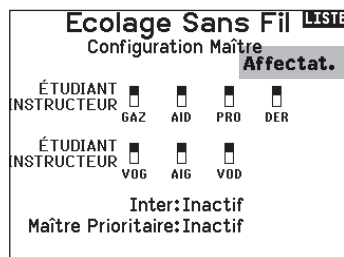 Ecolage Sans Fil LISTE
Configuration Maître
Affectat.
ÉTUDIANT
INSTRUCTEUR
GAZ AID PRO DER
ÉTUDIANT
INSTRUCTEUR
VOG AIG VOD
Inter:Inactif
Maître Prioritaire:Inactif